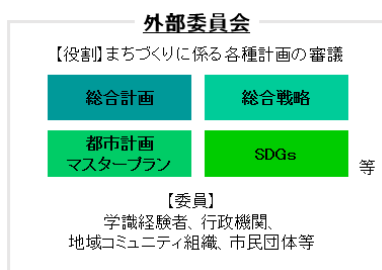 外部委員会
【役割】まちづくりに係る各種計画の審議
総合計画
総合戦略
都市計画
マスタープラン
SDGs
等
【委員】
学識経験者、行政機関、
地域コミュニティ組織、市民団体等